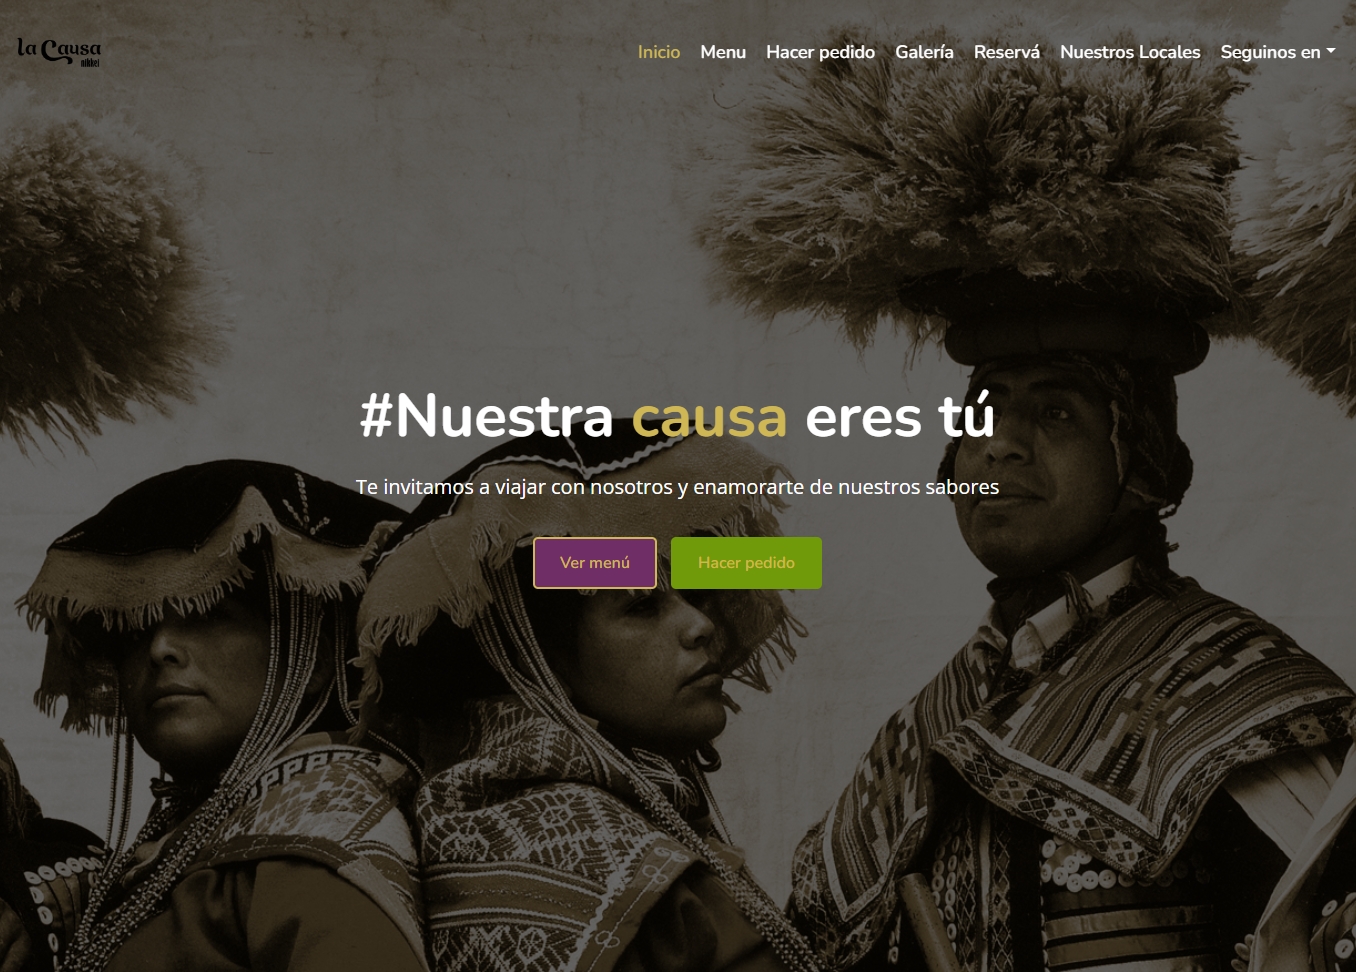 la Causa
nikkei
Inicio Menu Hacer pedido Galería Reservá Nuestros Locales Seguinos en
#Nuestra causa eres tú
Te invitamos a viajar con nosotros y enamorarte de nuestros sabores
Ver menú Hacer pedido